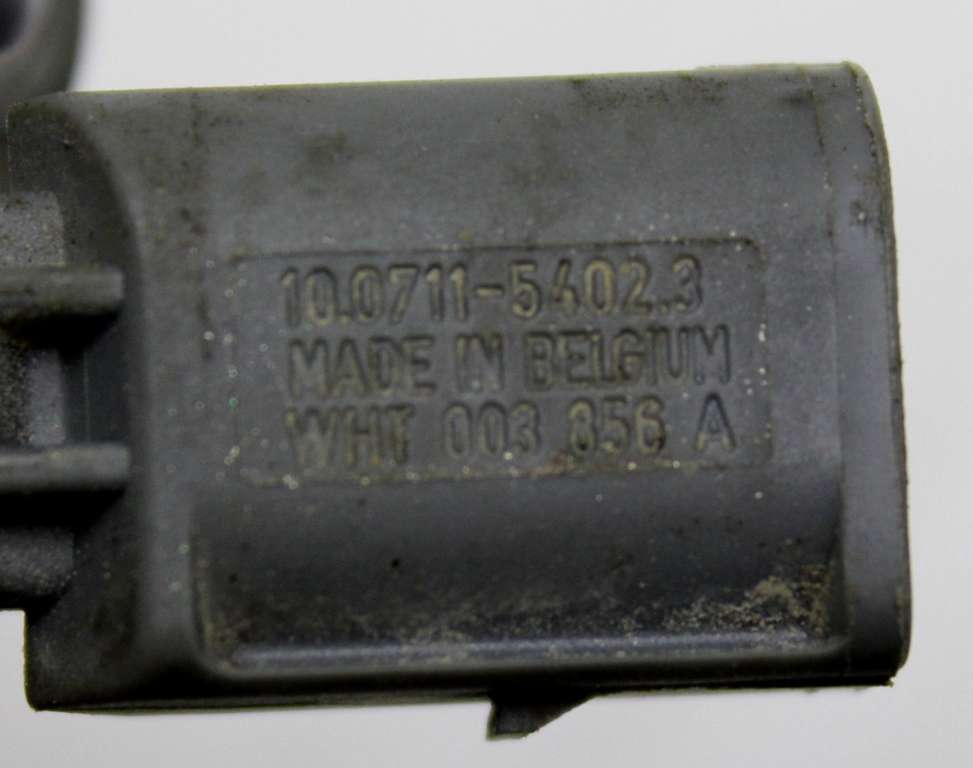 10.0711-5402.3
MADE IN BELGIUM
WHT 003 856 A